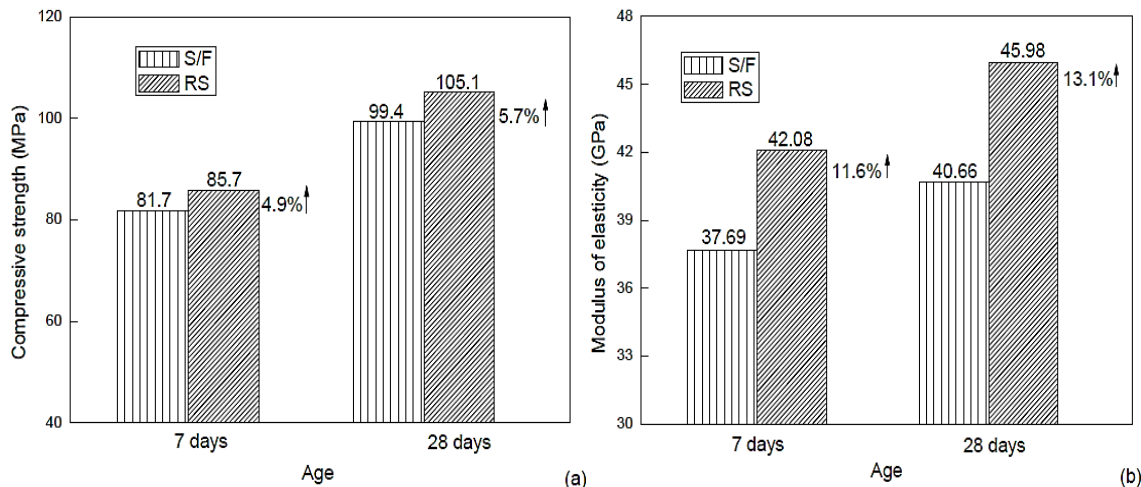 120
100
80
60
40
Compressive strength (MPa)
S/F
RS
81.7
85.7
4.9%
99.4
105.1
5.7%
7 days
28 days
Age
(a)
48
45
42
39
36
33
30
Modulus of elasticity (GPa)
S/F
RS
37.69
42.08
11.6%
40.66
45.98
13.1%
7 days
28 days
Age
(b)